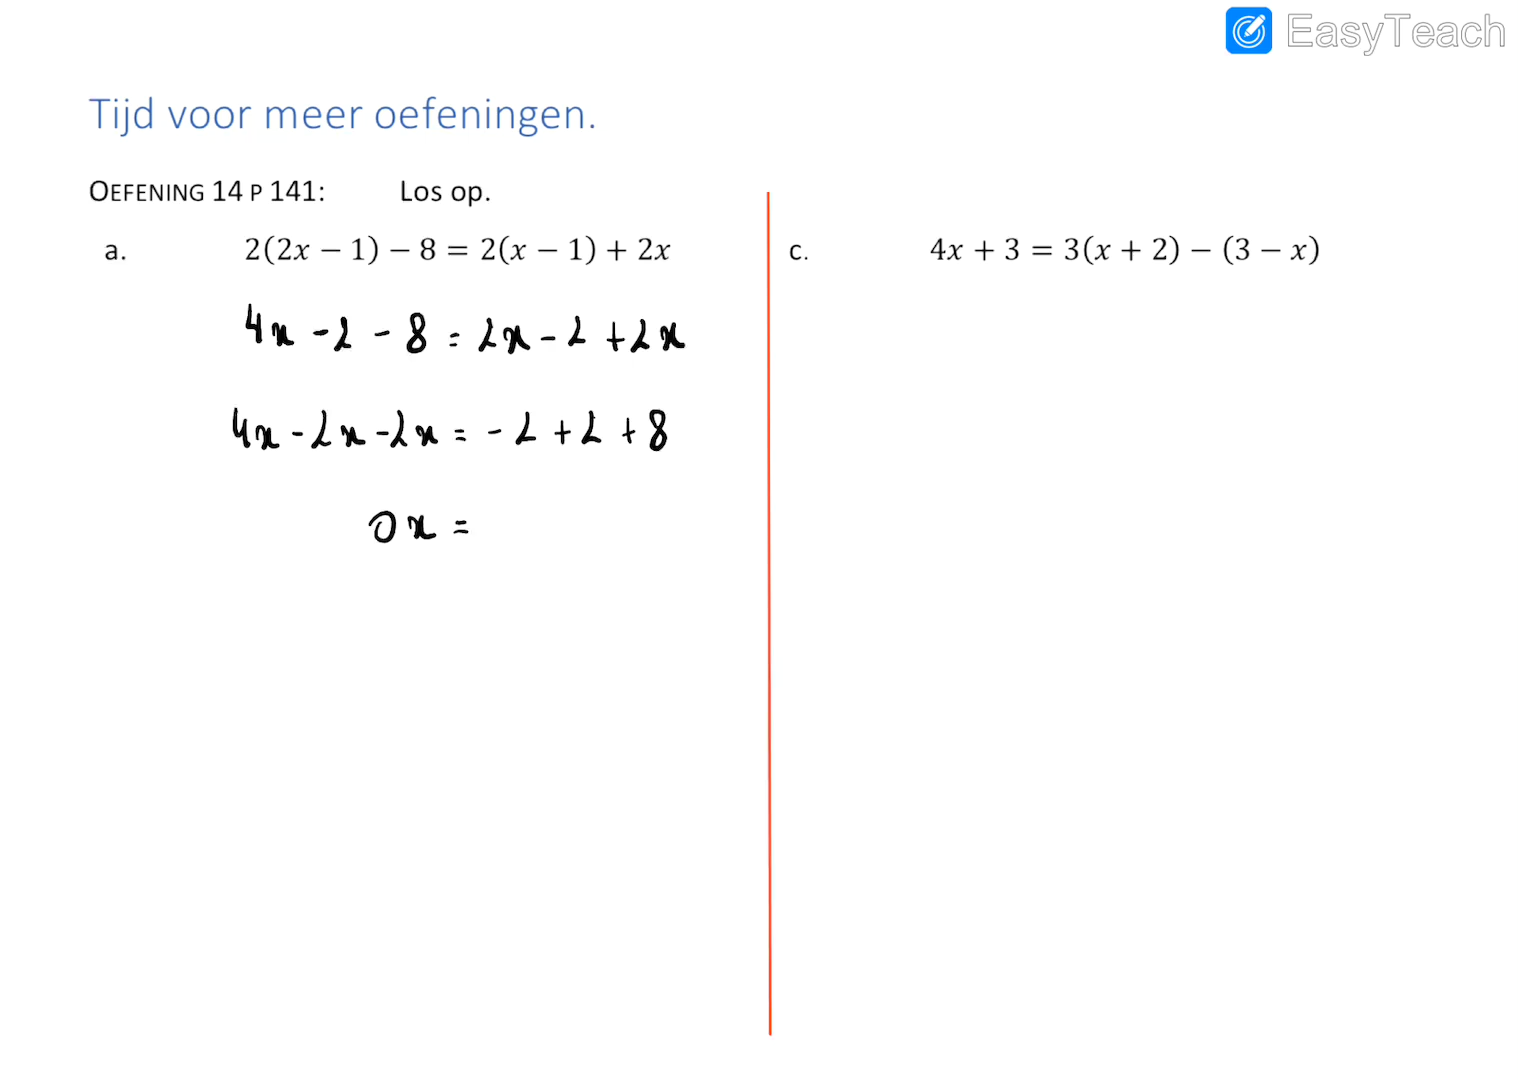 EasyTeach
Tijd voor meer oefeningen.
OEFENING 14 P 141: Los op.
a. 2(2x − 1) − 8 = 2(x − 1) + 2x
4x - 2 - 8 = 2x - 2 + 2x
4x - 2x - 2x = - 2 + 2 + 8
0x =
c. 4x + 3 = 3(x + 2) − (3 − x)